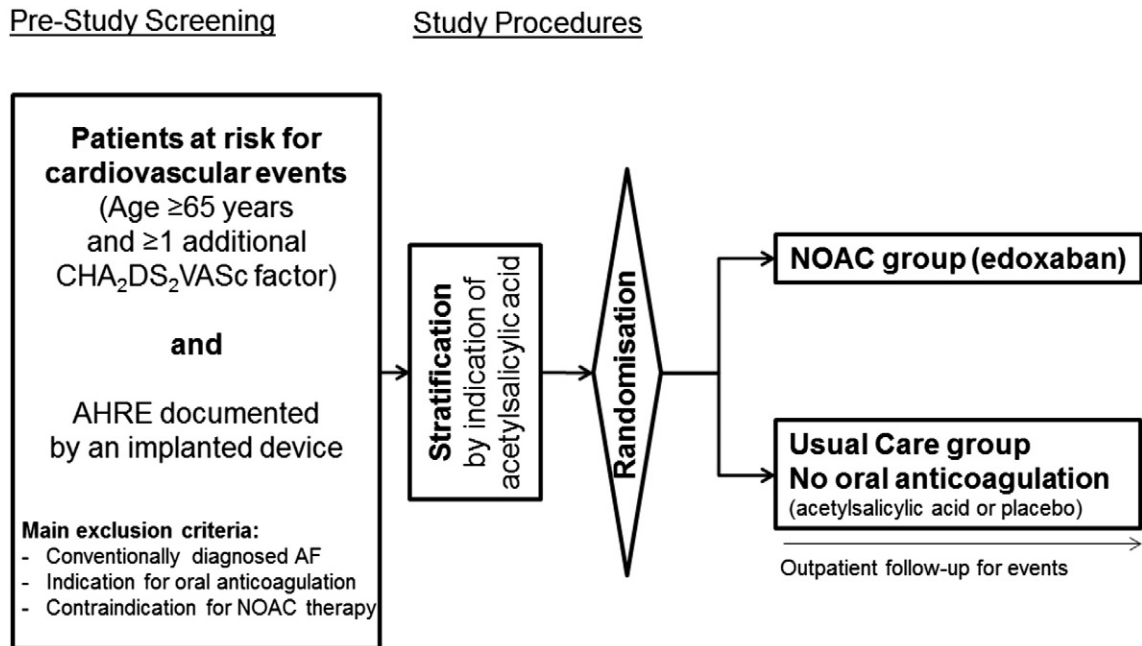 Pre-Study Screening
Study Procedures
Patients at risk for
cardiovascular events
(Age ≥65 years
and ≥1 additional
CHA₂DS₂VASc factor)
and
AHRE documented
by an implanted device
Main exclusion criteria:
- Conventionally diagnosed AF
- Indication for oral anticoagulation
- Contraindication for NOAC therapy
Stratification
by indication of
acetylsalicylic acid
Randomisation
NOAC group (edoxaban)
Usual Care group
No oral anticoagulation
(acetylsalicylic acid or placebo)
Outpatient follow-up for events